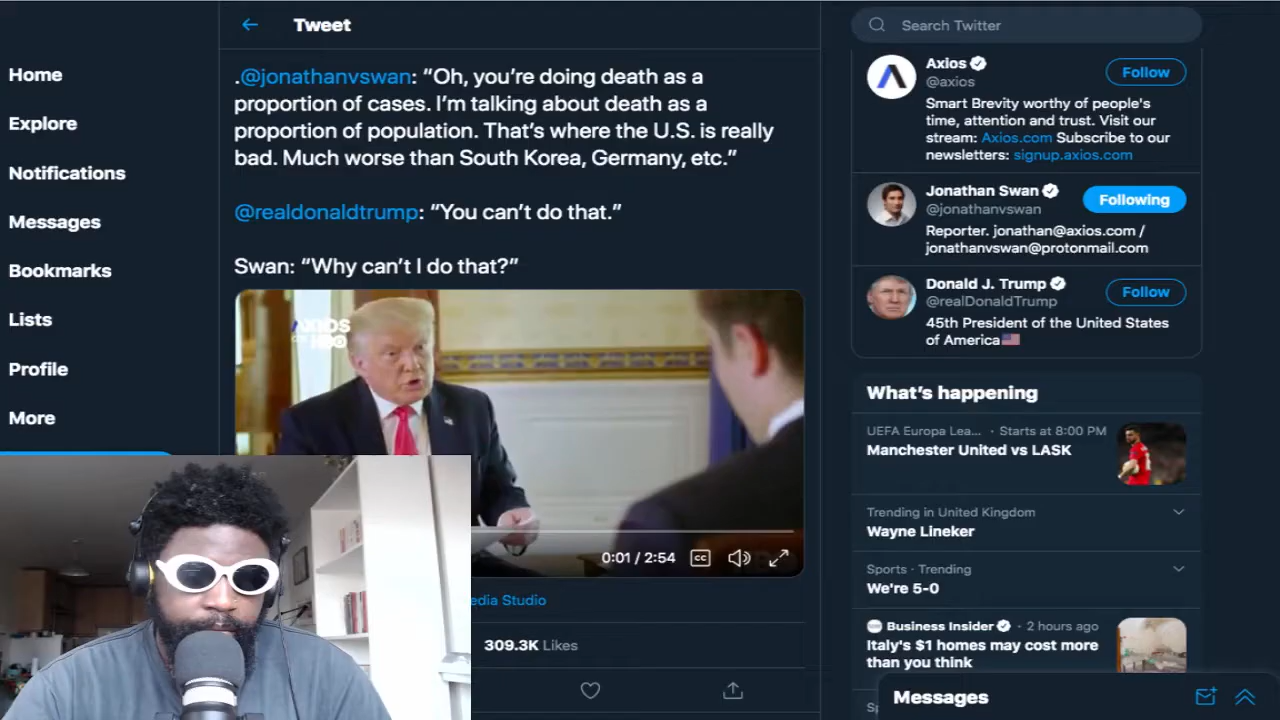 Home
Explore
Notifications
Messages
Bookmarks
Lists
Profile
More
Tweet
.@jonathanvswan: “Oh, you’re doing death as a
proportion of cases. I’m talking about death as a
proportion of population. That’s where the U.S. is really
bad. Much worse than South Korea, Germany, etc.”
@realdonaldtrump: “You can’t do that.”
Swan: “Why can’t I do that?”
AXIOS
HBO
0:01 / 2:54
CC
edia Studio
309.3K Likes
Search Twitter
Axios
@axios
Follow
Smart Brevity worthy of people's
time, attention and trust. Visit our
stream: Axios.com Subscribe to our
newsletters: signup.axios.com
Jonathan Swan
@jonathanvswan
Following
Reporter. jonathan@axios.com /
jonathanvswan@protonmail.com
Donald J. Trump
@realDonaldTrump
Follow
45th President of the United States
of America
What’s happening
UEFA Europa Lea... · Starts at 8:00 PM
Manchester United vs LASK
Trending in United Kingdom
Wayne Lineker
Sports · Trending
We're 5-0
Business Insider · 2 hours ago
Italy's $1 homes may cost more
than you think
Sp
Messages